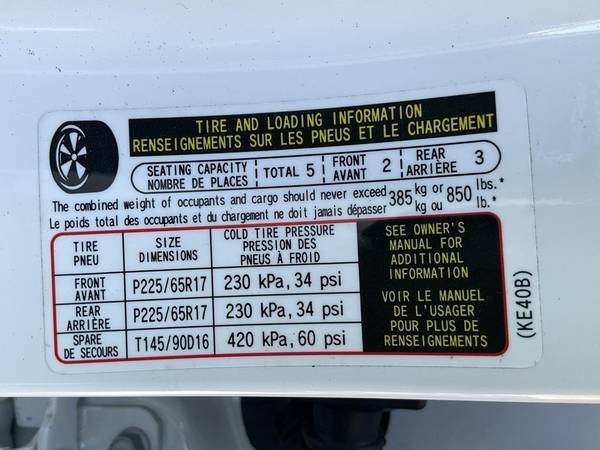 TIRE AND LOADING INFORMATION
RENSEIGNEMENTS SUR LES PNEUS ET LE CHARGEMENT
SEATING CAPACITY TOTAL 5 FRONT 2 REAR 3
NOMBRE DE PLACES AVANT ARRIÈRE
The combined weight of occupants and cargo should never exceed 385 kg or 850 lbs.*
Le poids total des occupants et du chargement ne doit jamais dépasser kg ou lb.*
TIRE SIZE COLD TIRE PRESSURE
PNEU DIMENSIONS PRESSION DES
PNEUS À FROID
FRONT P225/65R17 230 kPa, 34 psi
AVANT
REAR P225/65R17 230 kPa, 34 psi
ARRIÈRE
SPARE T145/90D16 420 kPa, 60 psi
DE SECOURS
SEE OWNER'S
MANUAL FOR
ADDITIONAL
INFORMATION
VOIR LE MANUEL
DE L'USAGER
POUR PLUS DE
RENSEIGNEMENTS
(KE40B)